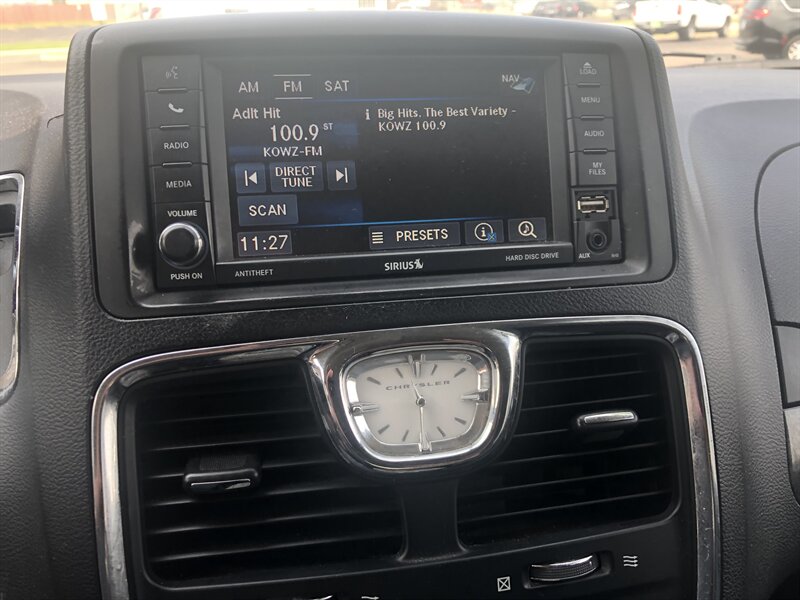 AM FM SAT NAV
Adlt Hit
100.9 ST
KOWZ-FM
i Big Hits. The Best Variety -
KOWZ 100.9
DIRECT
TUNE
SCAN
11:27
PRESETS
RADIO
MEDIA
VOLUME
PUSH ON
LOAD
MENU
AUDIO
MY
FILES
AUX
ANTITHEFT
SIRIUS
HARD DISC DRIVE
CHRYSLER